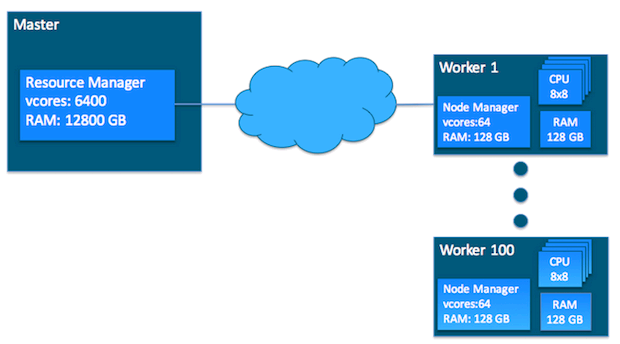 Master
Resource Manager
vcores: 6400
RAM: 12800 GB
Worker 1
CPU
8x8
Node Manager
vcores:64
RAM: 128 GB
RAM
128 GB
Worker 100
CPU
8x8
Node Manager
vcores:64
RAM: 128 GB
RAM
128 GB